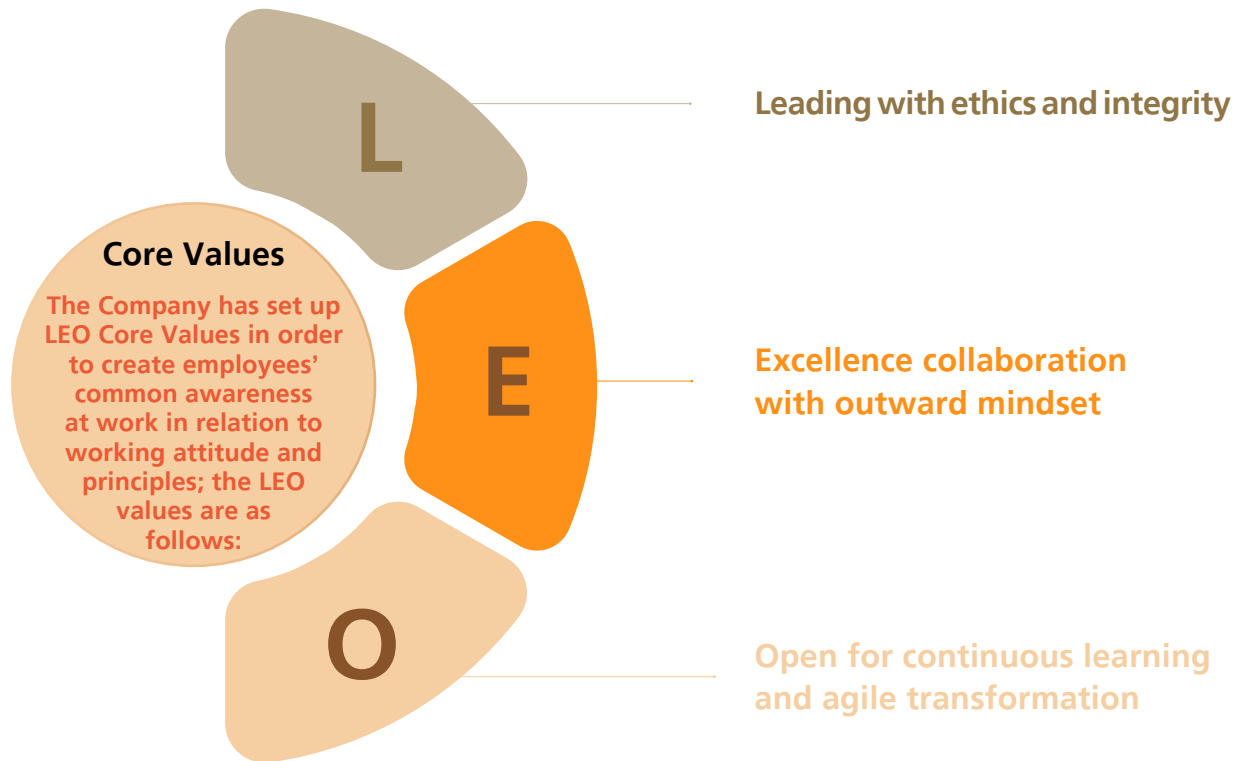 Core Values
The Company has set up
LEO Core Values in order
to create employees’
common awareness
at work in relation to
working attitude and
principles; the LEO
values are as
follows:
L
Leading with ethics and integrity
E
Excellence collaboration
with outward mindset
O
Open for continuous learning
and agile transformation